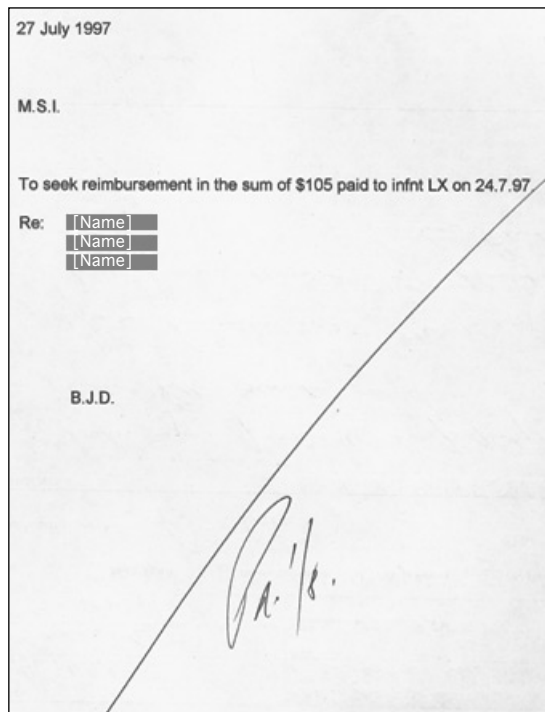 27 July 1997
M.S.I.
To seek reimbursement in the sum of $105 paid to infnt LX on 24.7.97.
Re: [Name]
[Name]
[Name]
B.J.D.